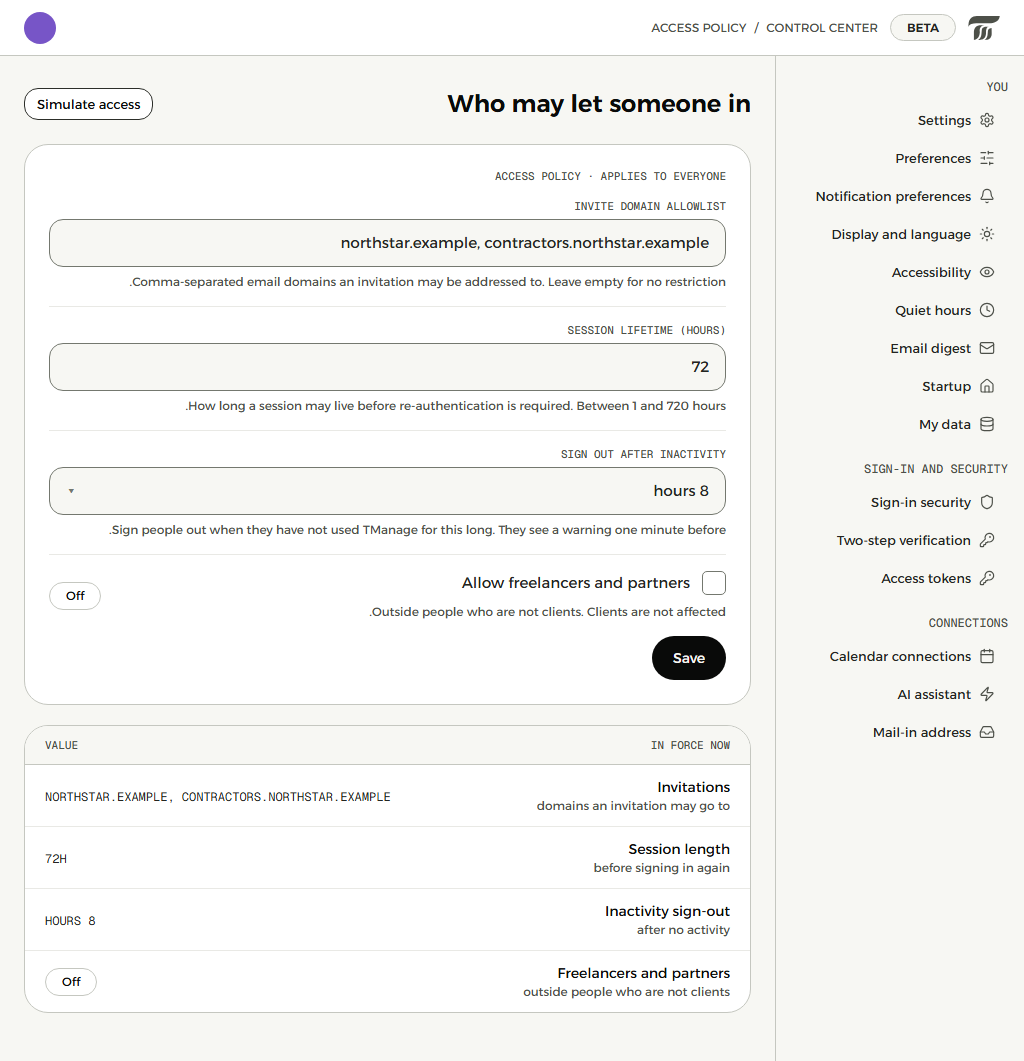 ACCESS POLICY / CONTROL CENTER
BETA
YOU
Settings
Preferences
Notification preferences
Display and language
Accessibility
Quiet hours
Email digest
Startup
My data
SIGN-IN AND SECURITY
Sign-in security
Two-step verification
Access tokens
CONNECTIONS
Calendar connections
AI assistant
Mail-in address
Who may let someone in
Simulate access
ACCESS POLICY · APPLIES TO EVERYONE
INVITE DOMAIN ALLOWLIST
northstar.example, contractors.northstar.example
.Comma-separated email domains an invitation may be addressed to. Leave empty for no restriction
SESSION LIFETIME (HOURS)
72
.How long a session may live before re-authentication is required. Between 1 and 720 hours
SIGN OUT AFTER INACTIVITY
hours 8
.Sign people out when they have not used TManage for this long. They see a warning one minute before
Allow freelancers and partners
Off
.Outside people who are not clients. Clients are not affected
Save
IN FORCE NOW
VALUE
Invitations
domains an invitation may go to
NORTHSTAR.EXAMPLE, CONTRACTORS.NORTHSTAR.EXAMPLE
Session length
before signing in again
72H
Inactivity sign-out
after no activity
HOURS 8
Freelancers and partners
outside people who are not clients
Off